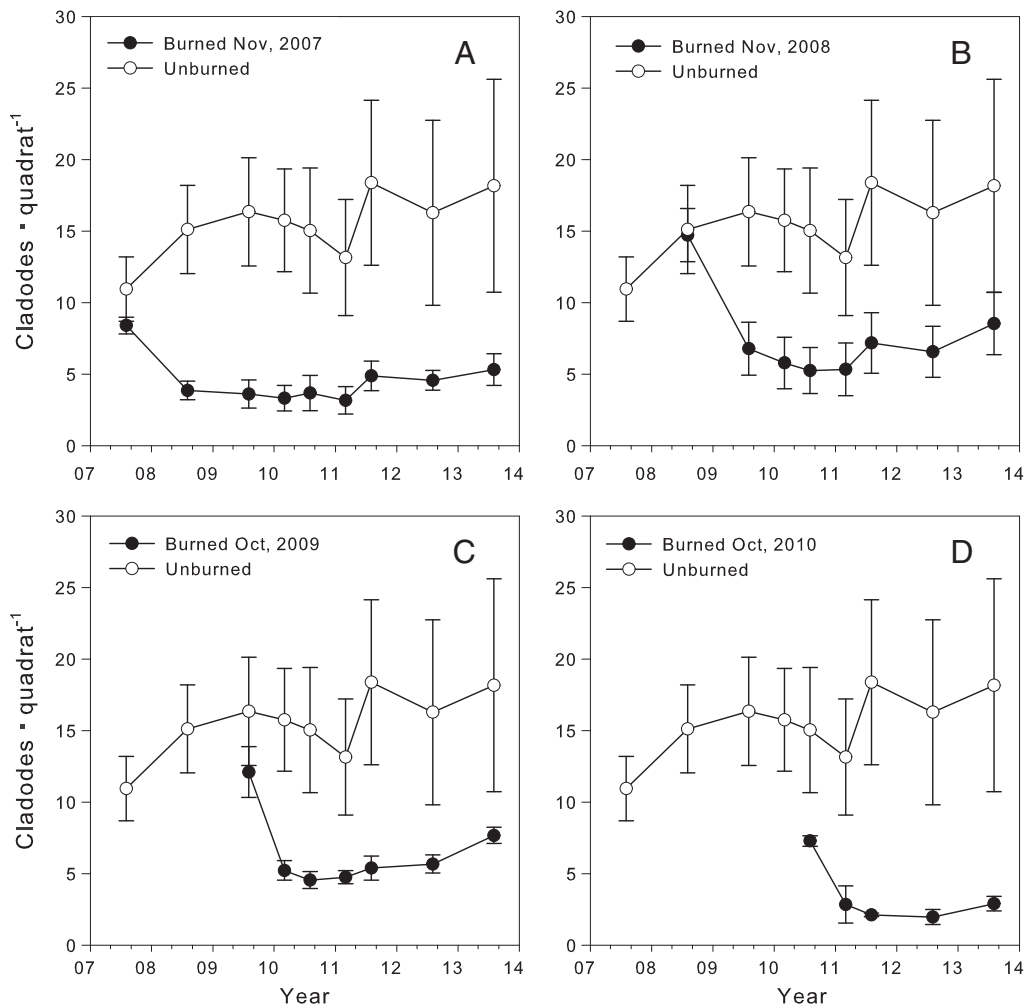 30
Burned Nov, 2007
A
Unburned
25
20
15
10
5
0
Cladodes ▪ quadrat⁻¹
07 08 09 10 11 12 13 14
30
Burned Nov, 2008
B
Unburned
25
20
15
10
5
0
07 08 09 10 11 12 13 14
30
Burned Oct, 2009
C
Unburned
25
20
15
10
5
0
Cladodes ▪ quadrat⁻¹
07 08 09 10 11 12 13 14
Year
30
Burned Oct, 2010
D
Unburned
25
20
15
10
5
0
07 08 09 10 11 12 13 14
Year